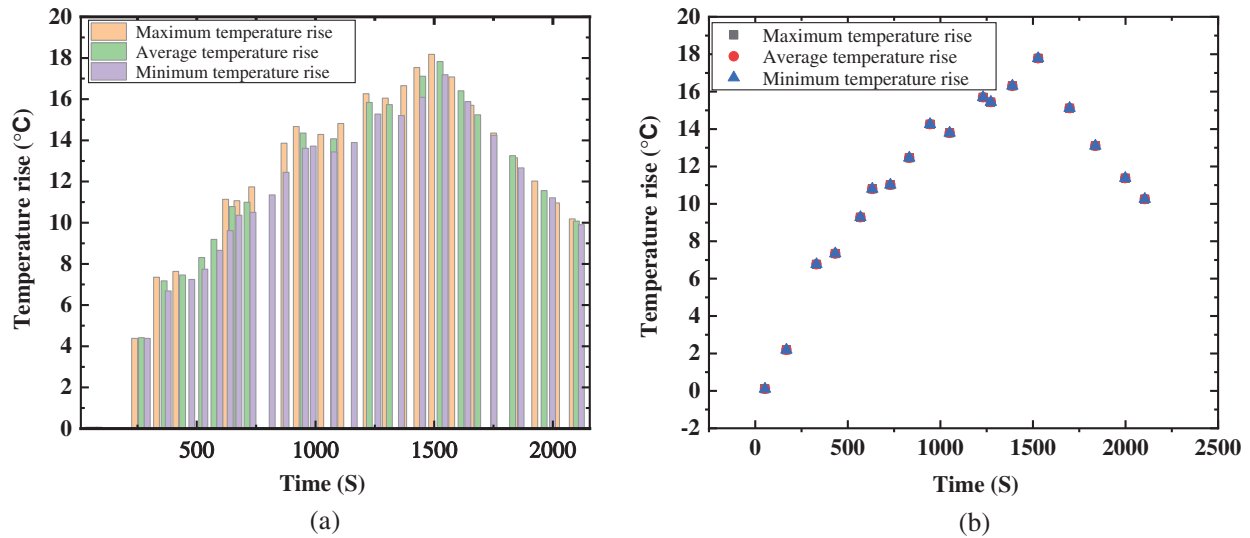 20
18
16
14
12
10
8
6
4
2
0
Temperature rise (°C)
Maximum temperature rise
Average temperature rise
Minimum temperature rise
500 1000 1500 2000
Time (S)
(a)
20
18
16
14
12
10
8
6
4
2
0
-2
Temperature rise (°C)
Maximum temperature rise
Average temperature rise
Minimum temperature rise
0 500 1000 1500 2000 2500
Time (S)
(b)